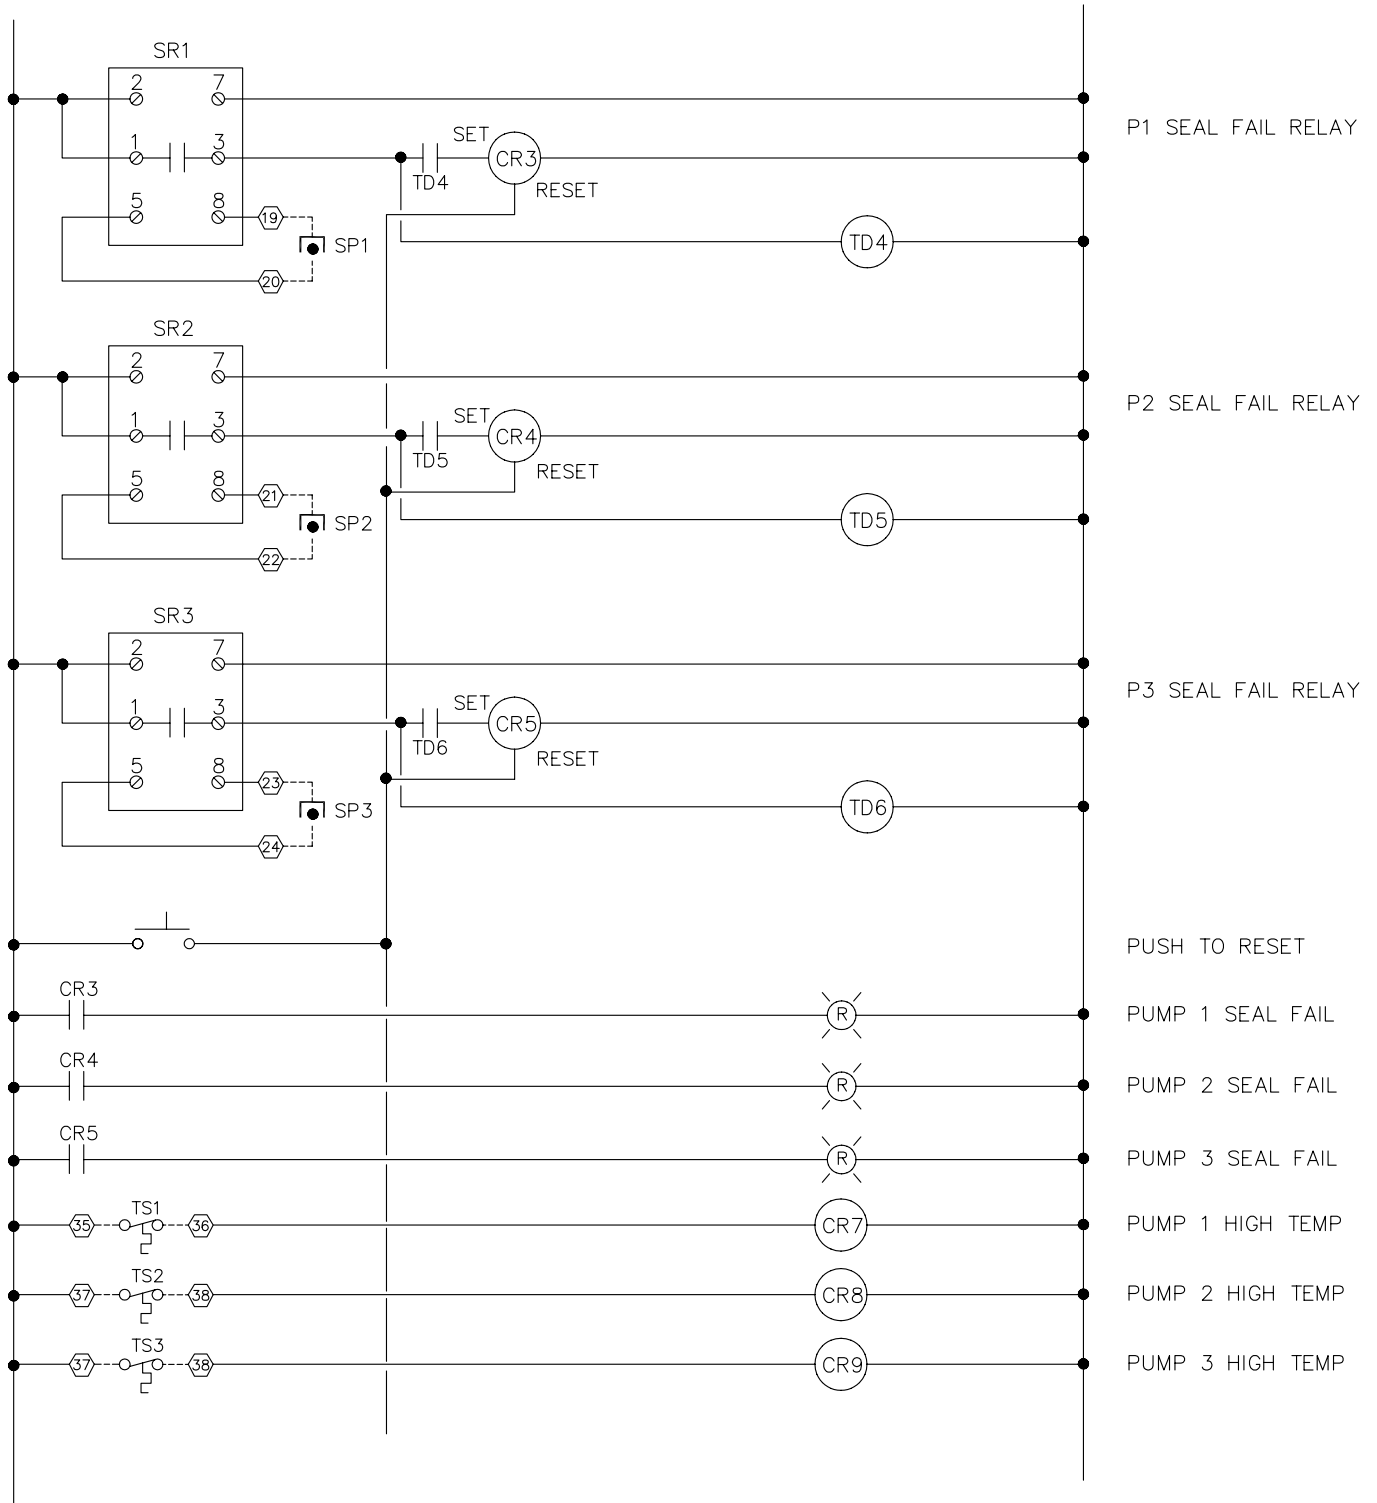 SR1
2 7
P1 SEAL FAIL RELAY
SET
1 3 CR3
TD4 RESET
5 8 19
SP1 TD4
20
SR2
2 7
P2 SEAL FAIL RELAY
SET
1 3 CR4
TD5 RESET
5 8 21
SP2 TD5
22
SR3
2 7
P3 SEAL FAIL RELAY
SET
1 3 CR5
TD6 RESET
5 8 23
SP3 TD6
24
PUSH TO RESET
CR3
R PUMP 1 SEAL FAIL
CR4
R PUMP 2 SEAL FAIL
CR5
R PUMP 3 SEAL FAIL
TS1
35 36 CR7 PUMP 1 HIGH TEMP
TS2
37 38 CR8 PUMP 2 HIGH TEMP
TS3
37 38 CR9 PUMP 3 HIGH TEMP